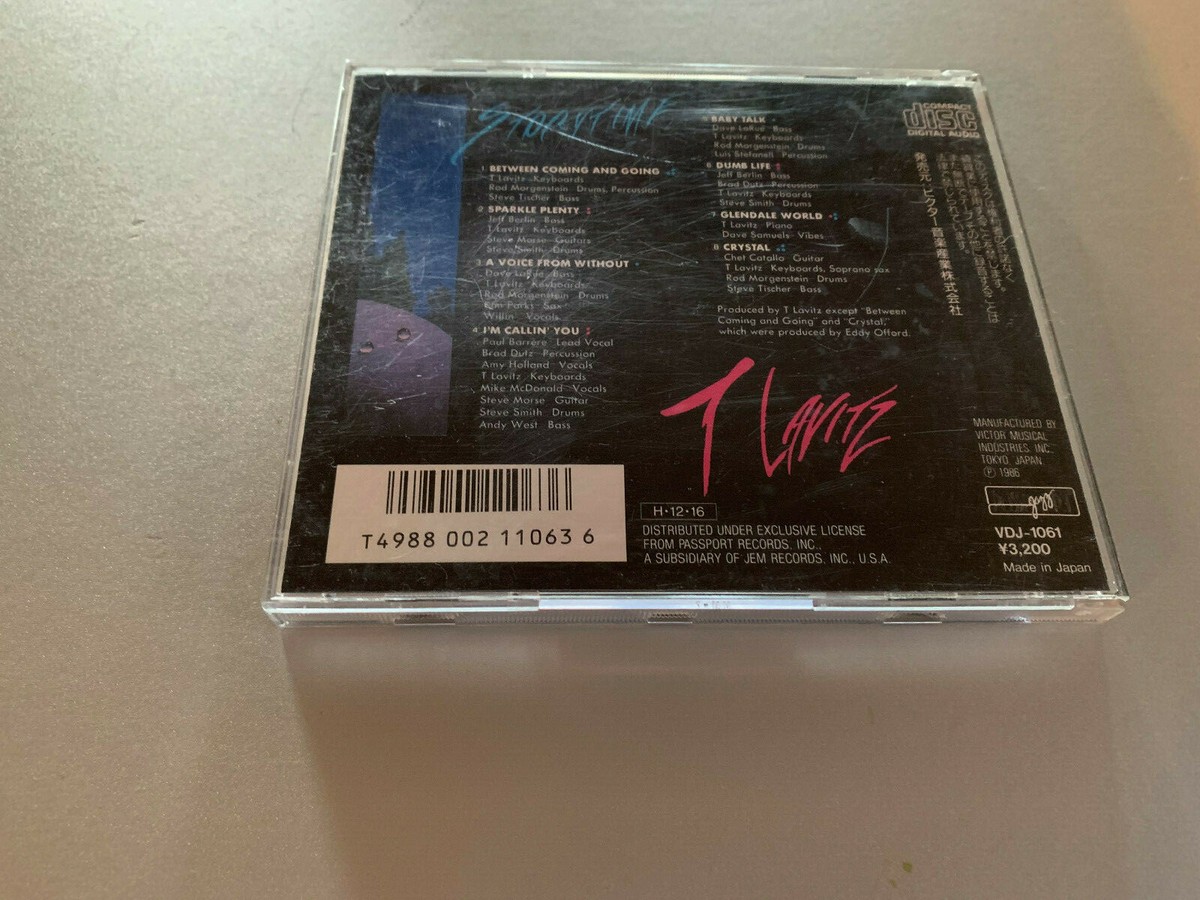 STORYTIME
1 BETWEEN COMING AND GOING
T Lavitz Keyboards
Rod Morgenstein Drums, Percussion
Steve Tischer Bass
2 SPARKLE PLENTY
Jeff Berlin Bass
T Lavitz Keyboards
Steve Morse Guitars
Steve Smith Drums
3 A VOICE FROM WITHOUT
Dave LaRue Bass
T Lavitz Keyboards
Rod Morgenstein Drums
Kim Parks Sax
Willin' Vocals
4 I'M CALLIN' YOU
Paul Barrère Lead Vocal
Brad Dutz Percussion
Amy Holland Vocals
T Lavitz Keyboards
Mike McDonald Vocals
Steve Morse Guitar
Steve Smith Drums
Andy West Bass
5 BABY TALK
Dave LaRue Bass
T Lavitz Keyboards
Rod Morgenstein Drums
Luis Stefanell Percussion
6 DUMB LIFE
Jeff Berlin Bass
Brad Dutz Percussion
T Lavitz Keyboards
Steve Smith Drums
7 GLENDALE WORLD
T Lavitz Piano
Dave Samuels Vibes
8 CRYSTAL
Chet Catallo Guitar
T Lavitz Keyboards, Soprano sax
Rod Morgenstein Drums
Steve Tischer Bass
Produced by T Lavitz except "Between
Coming and Going" and "Crystal,"
which were produced by Eddy Offard.
T LAVITZ
COMPACT
disc
DIGITAL AUDIO
発売元・ビクター音楽産業株式会社
MANUFACTURED BY
VICTOR MUSICAL
INDUSTRIES, INC.
TOKYO, JAPAN.
Ⓟ 1986
jazz
VDJ-1061
¥3,200
Made in Japan
H・12・16
DISTRIBUTED UNDER EXCLUSIVE LICENSE
FROM PASSPORT RECORDS, INC.,
A SUBSIDIARY OF JEM RECORDS, INC., U.S.A.
T4988 002 11063 6